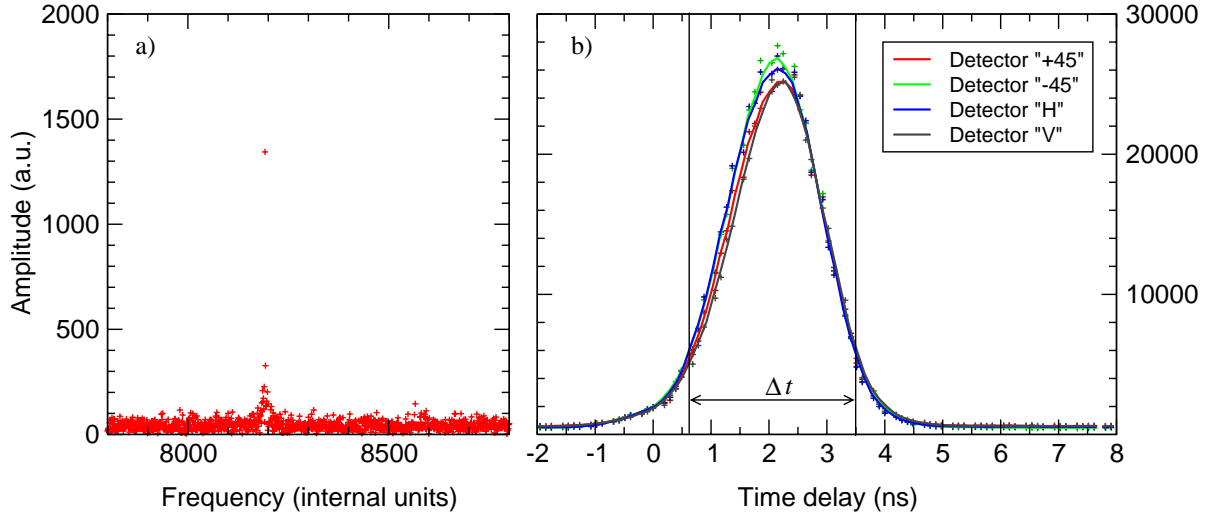 a)
2000
1500
1000
500
0
8000
8500
Amplitude (a.u.)
Frequency (internal units)
b)
Detector "+45"
Detector "-45"
Detector "H"
Detector "V"
Δt
30000
20000
10000
-2 -1 0 1 2 3 4 5 6 7 8
Time delay (ns)